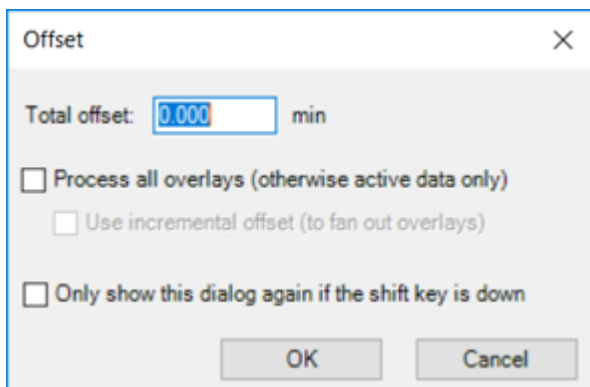 Offset
Total offset: 0.000 min
Process all overlays (otherwise active data only)
Use incremental offset (to fan out overlays)
Only show this dialog again if the shift key is down
OK Cancel